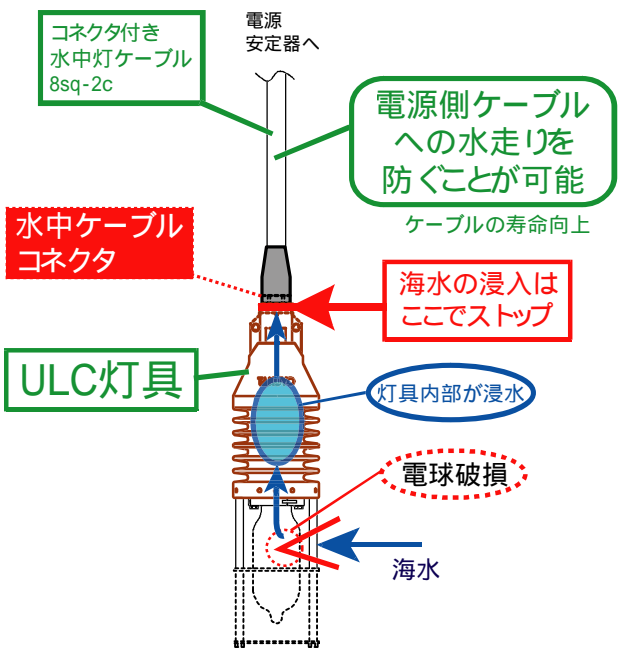 コネクタ付き
水中灯ケーブル
8sq-2c
電源
安定器へ
電源側ケーブル
への水走りを
防ぐことが可能
ケーブルの寿命向上
水中ケーブル
コネクタ
海水の浸入は
ここでストップ
ULC灯具
灯具内部が浸水
電球破損
海水